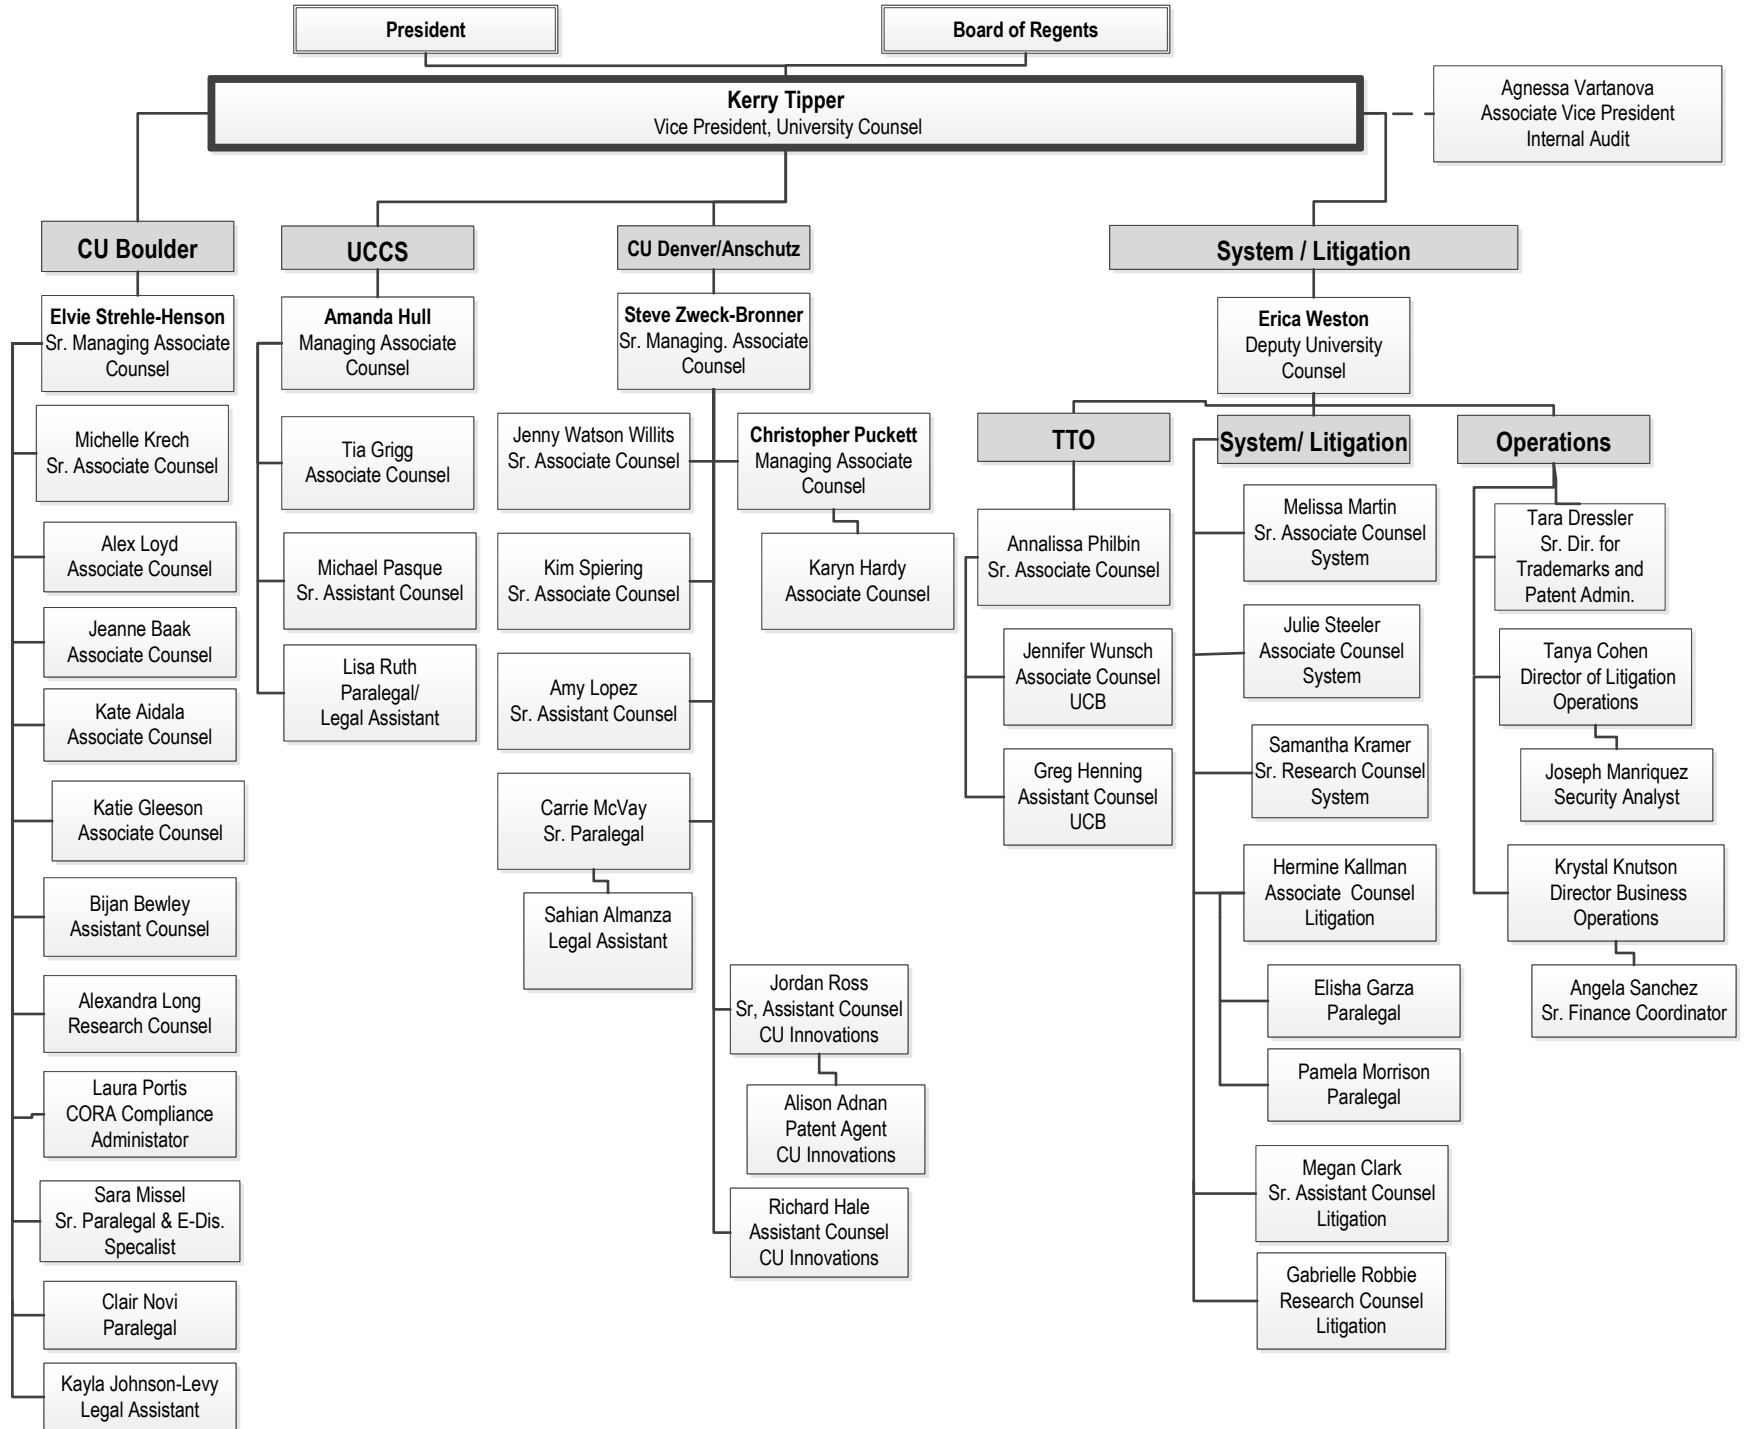 President
Board of Regents
Kerry Tipper
Vice President, University Counsel
Agnessa Vartanova
Associate Vice President
Internal Audit
CU Boulder
Elvie Strehle-Henson
Sr. Managing Associate
Counsel
Michelle Krech
Sr. Associate Counsel
Alex Loyd
Associate Counsel
Jeanne Baak
Associate Counsel
Kate Aidala
Associate Counsel
Katie Gleeson
Associate Counsel
Bijan Bewley
Assistant Counsel
Alexandra Long
Research Counsel
Laura Portis
CORA Compliance
Administator
Sara Missel
Sr. Paralegal & E-Dis.
Specalist
Clair Novi
Paralegal
Kayla Johnson-Levy
Legal Assistant
UCCS
Amanda Hull
Managing Associate
Counsel
Tia Grigg
Associate Counsel
Michael Pasque
Sr. Assistant Counsel
Lisa Ruth
Paralegal/
Legal Assistant
CU Denver/Anschutz
Steve Zweck-Bronner
Sr. Managing. Associate
Counsel
Jenny Watson Willits
Sr. Associate Counsel
Kim Spiering
Sr. Associate Counsel
Amy Lopez
Sr. Assistant Counsel
Carrie McVay
Sr. Paralegal
Sahian Almanza
Legal Assistant
Christopher Puckett
Managing Associate
Counsel
Karyn Hardy
Associate Counsel
Jordan Ross
Sr, Assistant Counsel
CU Innovations
Alison Adnan
Patent Agent
CU Innovations
Richard Hale
Assistant Counsel
CU Innovations
System / Litigation
Erica Weston
Deputy University
Counsel
TTO
Annalissa Philbin
Sr. Associate Counsel
Jennifer Wunsch
Associate Counsel
UCB
Greg Henning
Assistant Counsel
UCB
System/ Litigation
Melissa Martin
Sr. Associate Counsel
System
Julie Steeler
Associate Counsel
System
Samantha Kramer
Sr. Research Counsel
System
Hermine Kallman
Associate Counsel
Litigation
Elisha Garza
Paralegal
Pamela Morrison
Paralegal
Megan Clark
Sr. Assistant Counsel
Litigation
Gabrielle Robbie
Research Counsel
Litigation
Operations
Tara Dressler
Sr. Dir. for
Trademarks and
Patent Admin.
Tanya Cohen
Director of Litigation
Operations
Joseph Manriquez
Security Analyst
Krystal Knutson
Director Business
Operations
Angela Sanchez
Sr. Finance Coordinator